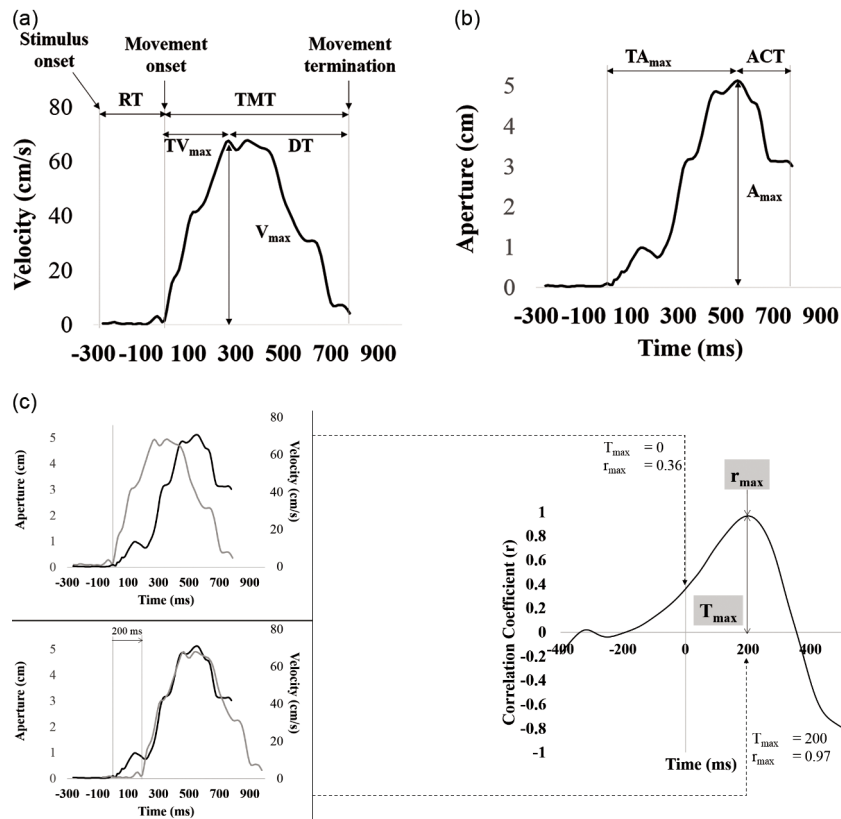 (a)
Stimulus onset
Movement onset
Movement termination
RT
TMT
TVmax
DT
Vmax
Velocity (cm/s)
80
60
40
20
0
-300 -100 100 300 500 700 900
(b)
TAmax
ACT
Amax
Aperture (cm)
5
4
3
2
1
0
-300 -100 100 300 500 700 900
Time (ms)
(c)
Aperture (cm)
5
4
3
2
1
0
80
60
40
20
0
Velocity (cm/s)
-300 -100 100 300 500 700 900
Time (ms)
200 ms
Aperture (cm)
5
4
3
2
1
0
80
60
40
20
0
Velocity (cm/s)
-300 -100 100 300 500 700 900
Time (ms)
Tmax = 0
rmax = 0.36
rmax
Tmax
Correlation Coefficient (r)
1
0.8
0.6
0.4
0.2
0
-0.2
-0.4
-0.6
-0.8
-1
-400 -200 0 200 400
Time (ms)
Tmax = 200
rmax = 0.97